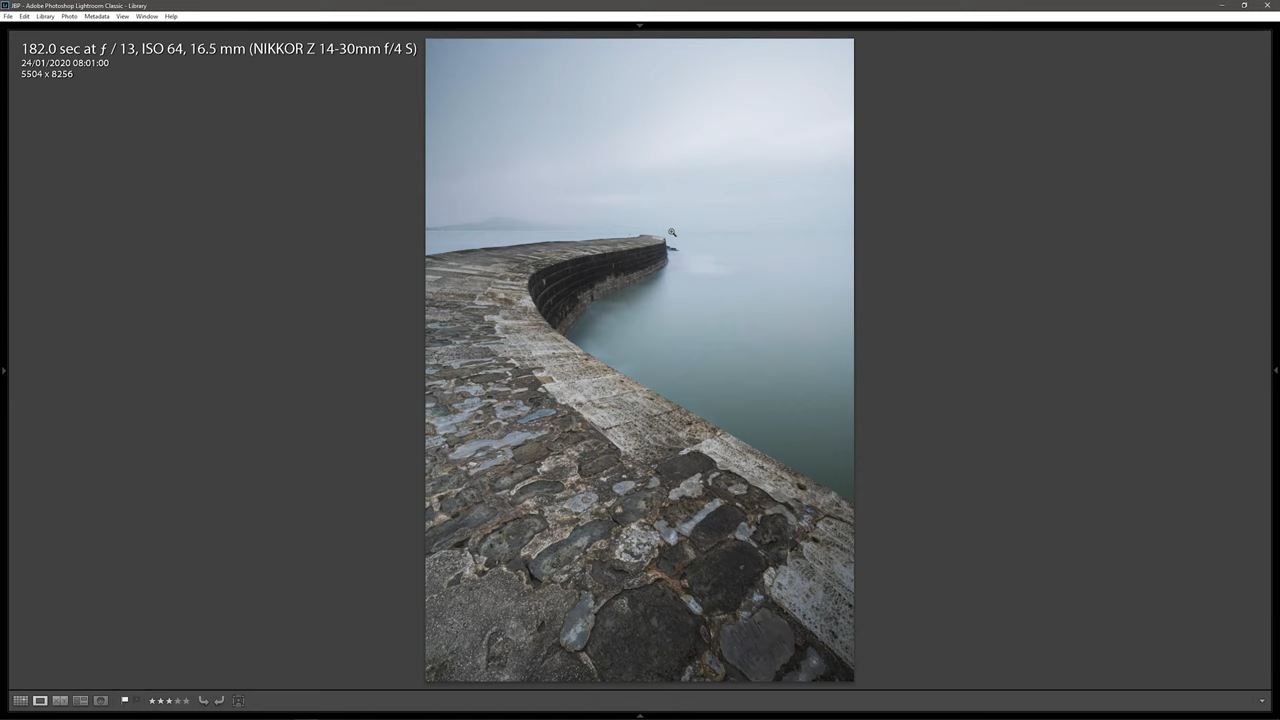 JBP - Adobe Photoshop Lightroom Classic - Library
File Edit Library Photo Metadata View Window Help
182.0 sec at ƒ / 13, ISO 64, 16.5 mm (NIKKOR Z 14-30mm f/4 S)
24/01/2020 08:01:00
5504 x 8256